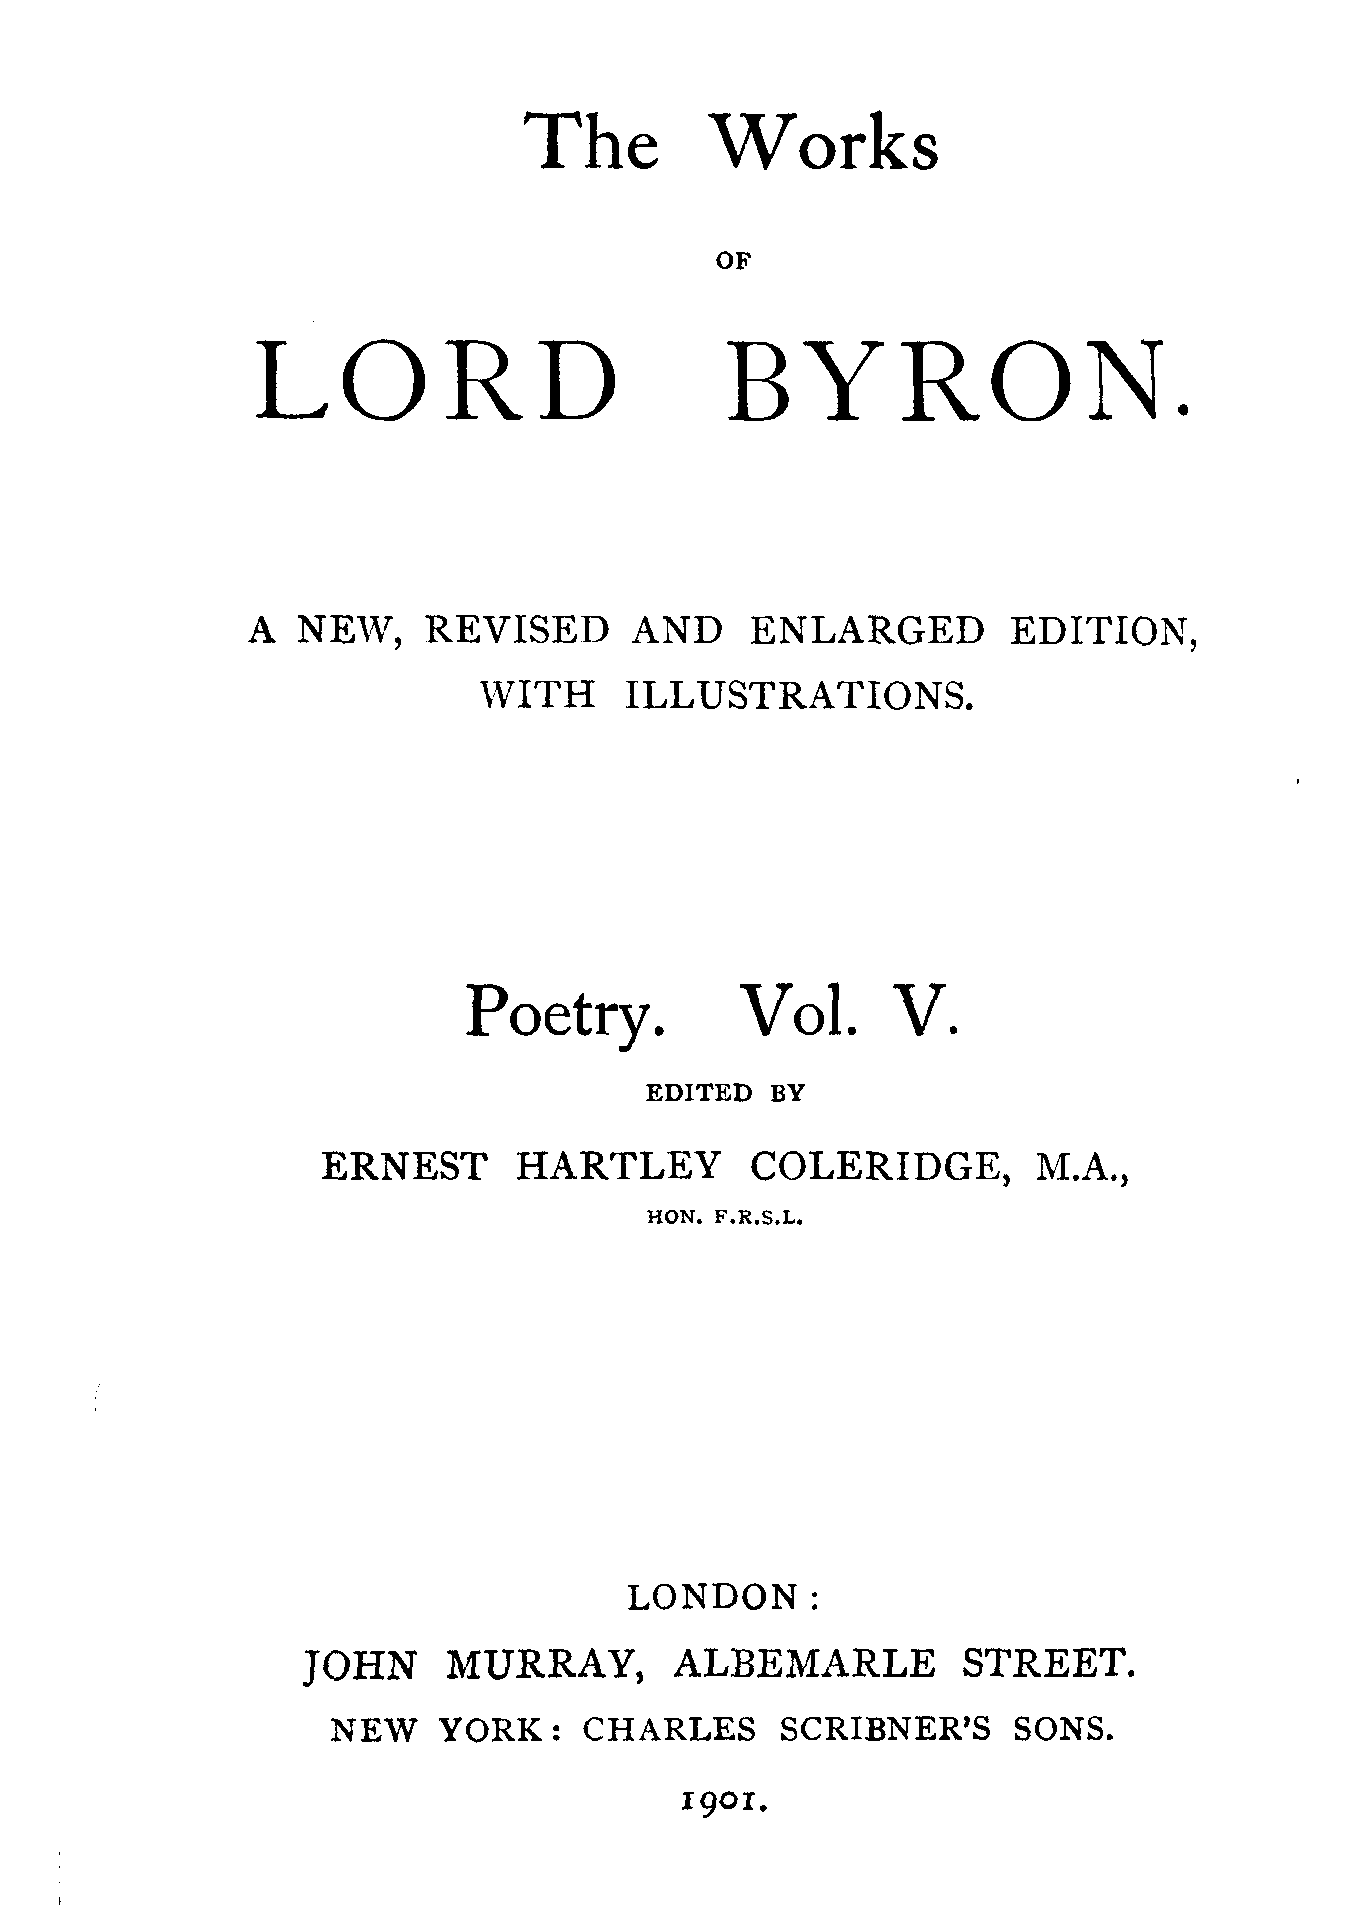 The Works
OF
LORD BYRON.
A NEW, REVISED AND ENLARGED EDITION,
WITH ILLUSTRATIONS.
Poetry. Vol. V.
EDITED BY
ERNEST HARTLEY COLERIDGE, M.A.,
HON. F.R.S.L.
LONDON:
JOHN MURRAY, ALBEMARLE STREET.
NEW YORK: CHARLES SCRIBNER'S SONS.
1901.